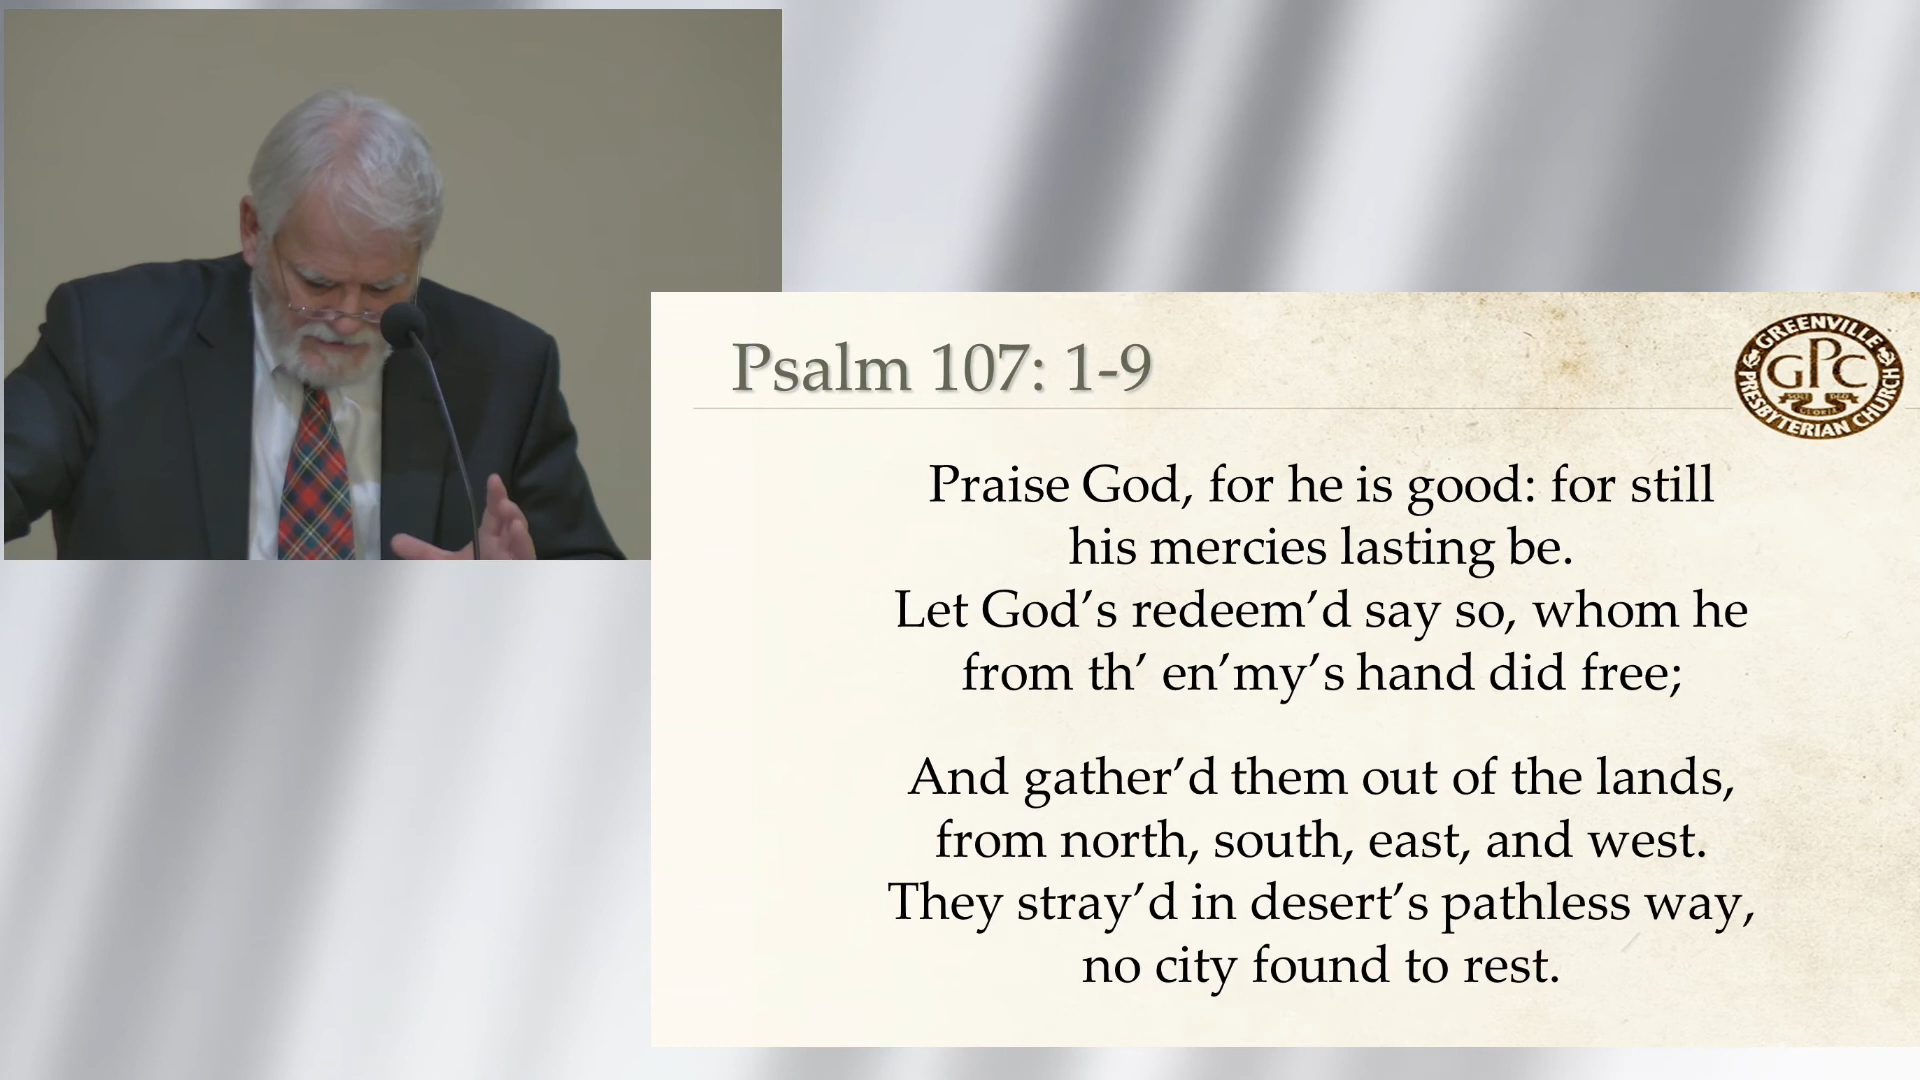 Psalm 107: 1-9
GREENVILLE
GPC
SOLI DEO
GLORIA
PRESBYTERIAN CHURCH
Praise God, for he is good: for still
his mercies lasting be.
Let God’s redeem’d say so, whom he
from th’ en’my’s hand did free;
And gather’d them out of the lands,
from north, south, east, and west.
They stray’d in desert’s pathless way,
no city found to rest.